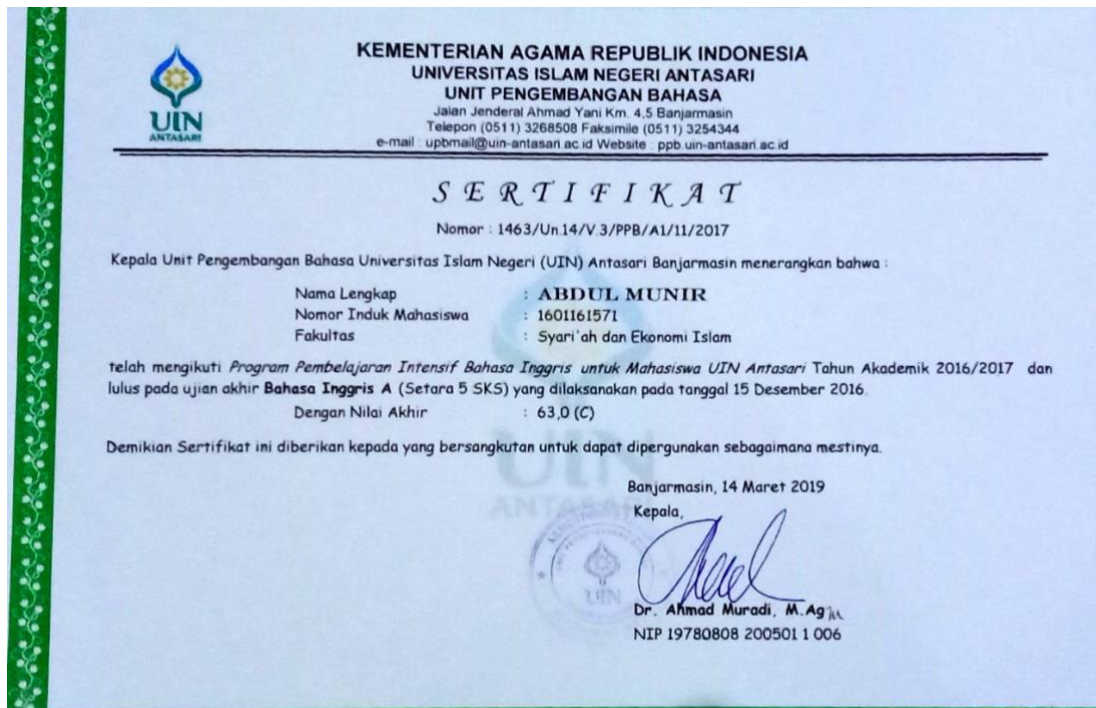 KEMENTERIAN AGAMA REPUBLIK INDONESIA
UNIVERSITAS ISLAM NEGERI ANTASARI
UNIT PENGEMBANGAN BAHASA
Jalan Jenderal Ahmad Yani Km. 4,5 Banjarmasin
Telepon (0511) 3268508 Faksimile (0511) 3254344
e-mail : upbmail@uin-antasari.ac.id Website : ppb.uin-antasari.ac.id
UIN
ANTASARI
SERTIFIKAT
Nomor : 1463/Un.14/V.3/PPB/A1/11/2017
Kepala Unit Pengembangan Bahasa Universitas Islam Negeri (UIN) Antasari Banjarmasin menerangkan bahwa :
Nama Lengkap : ABDUL MUNIR
Nomor Induk Mahasiswa : 1601161571
Fakultas : Syari'ah dan Ekonomi Islam
telah mengikuti Program Pembelajaran Intensif Bahasa Inggris untuk Mahasiswa UIN Antasari Tahun Akademik 2016/2017 dan
lulus pada ujian akhir Bahasa Inggris A (Setara 5 SKS) yang dilaksanakan pada tanggal 15 Desember 2016.
Dengan Nilai Akhir : 63,0 (C)
Demikian Sertifikat ini diberikan kepada yang bersangkutan untuk dapat dipergunakan sebagaimana mestinya.
UIN
ANTASARI
Banjarmasin, 14 Maret 2019
Kepala,
UIN
Dr. Ahmad Muradi, M.Ag
NIP 19780808 200501 1 006